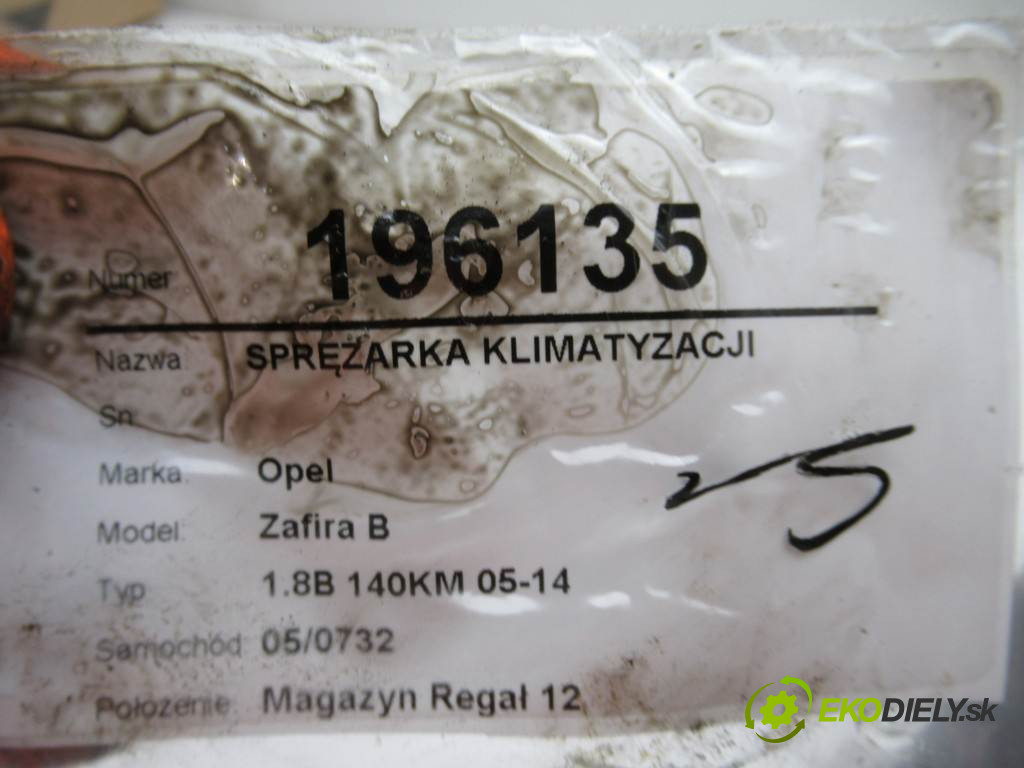 Numer 196135
Nazwa SPRĘŻARKA KLIMATYZACJI
Sn
Marka: Opel
Model: Zafira B
Typ 1.8B 140KM 05-14
Samochód 05/0732
Położenie: Magazyn Regał 12
EKODIELY.sk